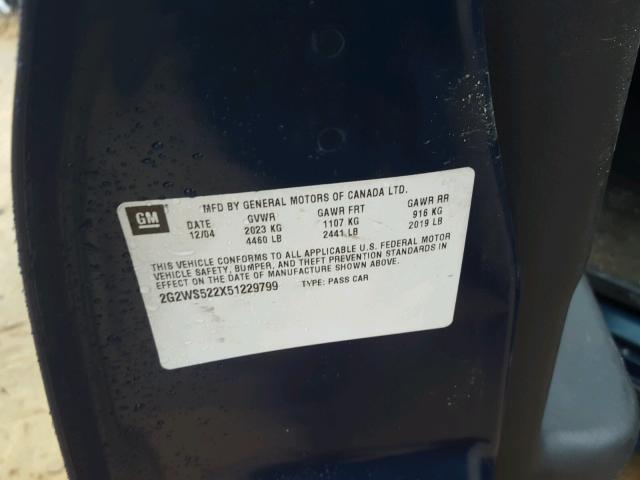 MFD BY GENERAL MOTORS OF CANADA LTD.
GM
DATE GVWR GAWR FRT GAWR RR
12/04 2023 KG 1107 KG 916 KG
4460 LB 2441 LB 2019 LB
THIS VEHICLE CONFORMS TO ALL APPLICABLE U.S. FEDERAL MOTOR
VEHICLE SAFETY, BUMPER, AND THEFT PREVENTION STANDARDS IN
EFFECT ON THE DATE OF MANUFACTURE SHOWN ABOVE.
2G2WS522X51229799 TYPE: PASS CAR